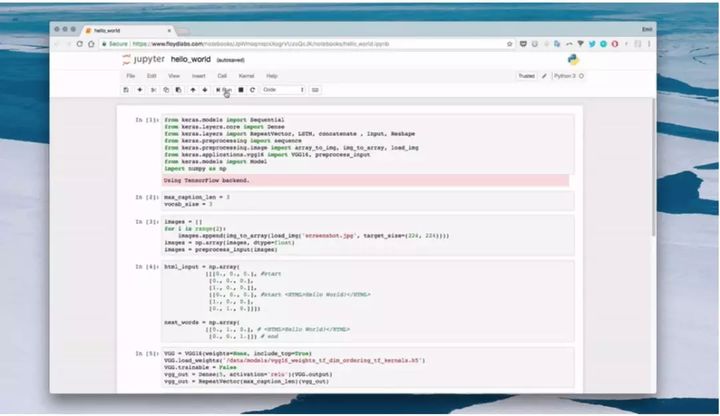 hello_world
Emil
Secure | https://www.floydlabs.com/notebooks/
/notebooks/hello_world.ipynb
jupyter hello_world (autosaved)
File Edit View Insert Cell Kernel Help
Trusted Python 3
Run Code
In [1]: from keras.models import Sequential
from keras.layers.core import Dense
from keras.layers import RepeatVector, LSTM, concatenate , Input, Reshape
from keras.preprocessing import sequence
from keras.preprocessing.image import array_to_img, img_to_array, load_img
from keras.applications.vgg16 import VGG16, preprocess_input
from keras.models import Model
import numpy as np
Using TensorFlow backend.
In [2]: max_caption_len = 3
vocab_size = 3
In [3]: images = []
for i in range(2):
images.append(img_to_array(load_img('screenshot.jpg', target_size=(224, 224))))
images = np.array(images, dtype=float)
images = preprocess_input(images)
In [4]: html_input = np.array(
[[[0., 0., 0.], #start
[0., 0., 0.],
[1., 0., 0.]],
[[0., 0., 0.], #start <HTML>Hello World!</HTML>
[1., 0., 0.],
[0., 1., 0.]]])
next_words = np.array(
[[0., 1., 0.], # <HTML>Hello World!</HTML>
[0., 0., 1.]]) # end
In [5]: VGG = VGG16(weights=None, include_top=True)
VGG.load_weights('/data/models/vgg16_weights_tf_dim_ordering_tf_kernels.h5')
VGG.trainable = False
vgg_out = Dense(5, activation='relu')(VGG.output)
vgg_out = RepeatVector(max_caption_len)(vgg_out)